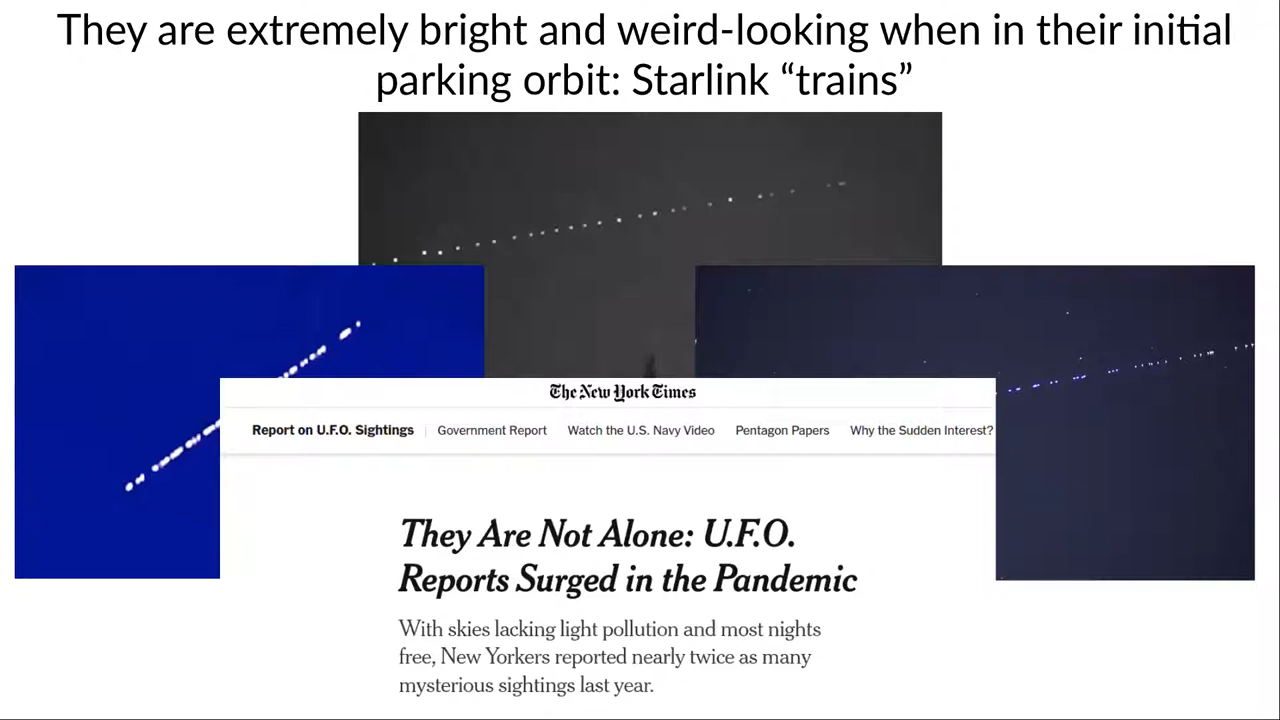 They are extremely bright and weird-looking when in their initial
parking orbit: Starlink “trains”
The New York Times
Report on U.F.O. Sightings | Government Report Watch the U.S. Navy Video Pentagon Papers Why the Sudden Interest?
They Are Not Alone: U.F.O.
Reports Surged in the Pandemic
With skies lacking light pollution and most nights
free, New Yorkers reported nearly twice as many
mysterious sightings last year.